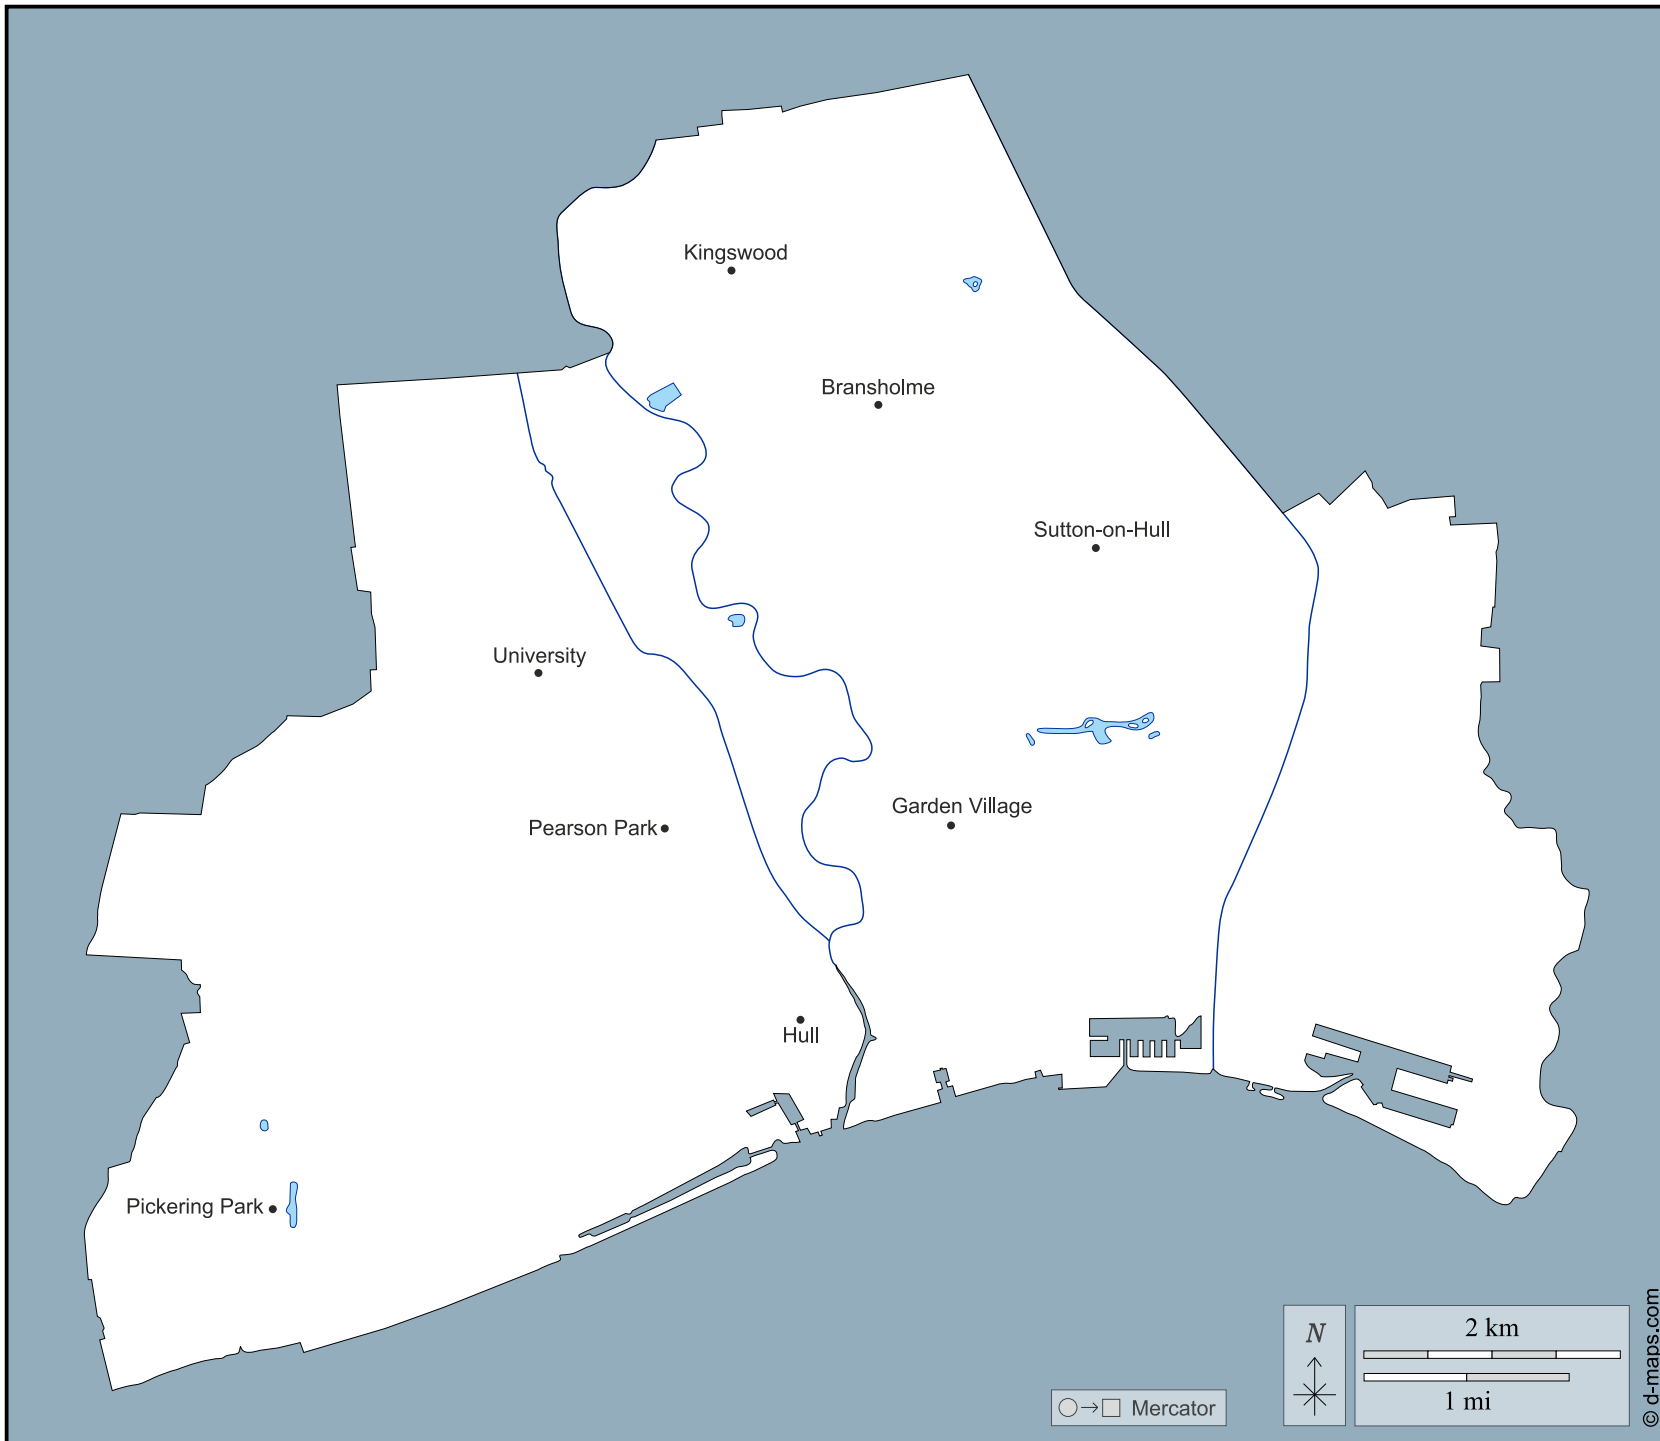 Kingswood
Bransholme
Sutton-on-Hull
University
Garden Village
Pearson Park
Hull
Pickering Park
N
2 km
1 mi
Mercator
© d-maps.com